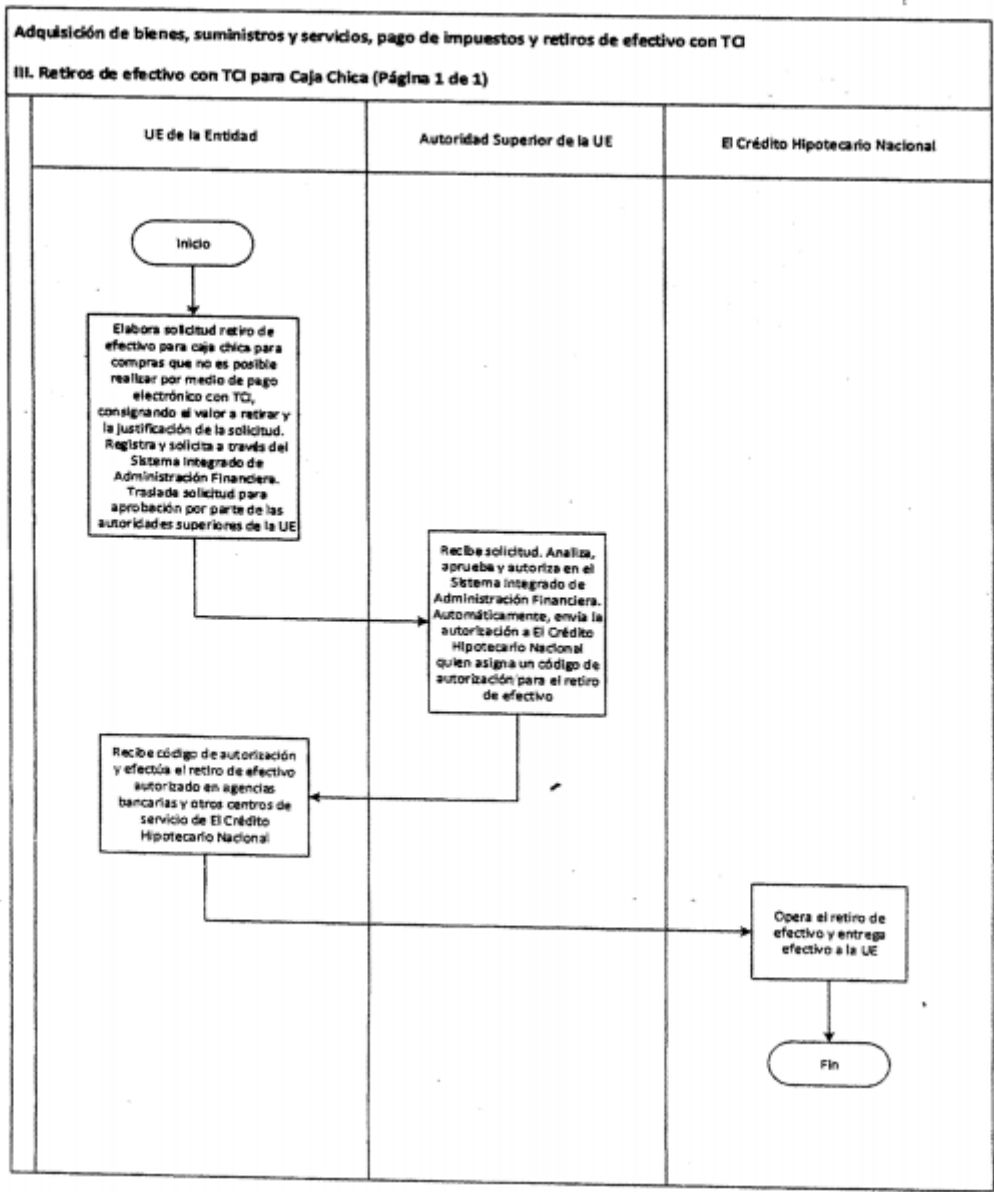 Adquisición de bienes, suministros y servicios, pago de impuestos y retiros de efectivo con TCI
III. Retiros de efectivo con TCI para Caja Chica (Página 1 de 1)
UE de la Entidad
Autoridad Superior de la UE
El Crédito Hipotecario Nacional
Inicio
Elabora solicitud retiro de
efectivo para caja chica para
compras que no es posible
realizar por medio de pago
electrónico con TCI,
consignando el valor a retirar y
la justificación de la solicitud.
Registra y solicita a través del
Sistema Integrado de
Administración Financiera.
Traslada solicitud para
aprobación por parte de las
autoridades superiores de la UE
Recibe solicitud. Analiza,
aprueba y autoriza en el
Sistema Integrado de
Administración Financiera.
Automáticamente, envía la
autorización a El Crédito
Hipotecario Nacional
quien asigna un código de
autorización para el retiro
de efectivo
Recibe código de autorización
y efectúa el retiro de efectivo
autorizado en agencias
bancarias y otros centros de
servicio de El Crédito
Hipotecario Nacional
Opera el retiro de
efectivo y entrega
efectivo a la UE
Fin